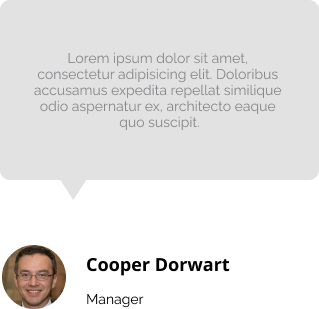 Lorem ipsum dolor sit amet,
consectetur adipisicing elit. Doloribus
accusamus expedita repellat similique
odio aspernatur ex, architecto eaque
quo suscipit.
Cooper Dorwart
Manager